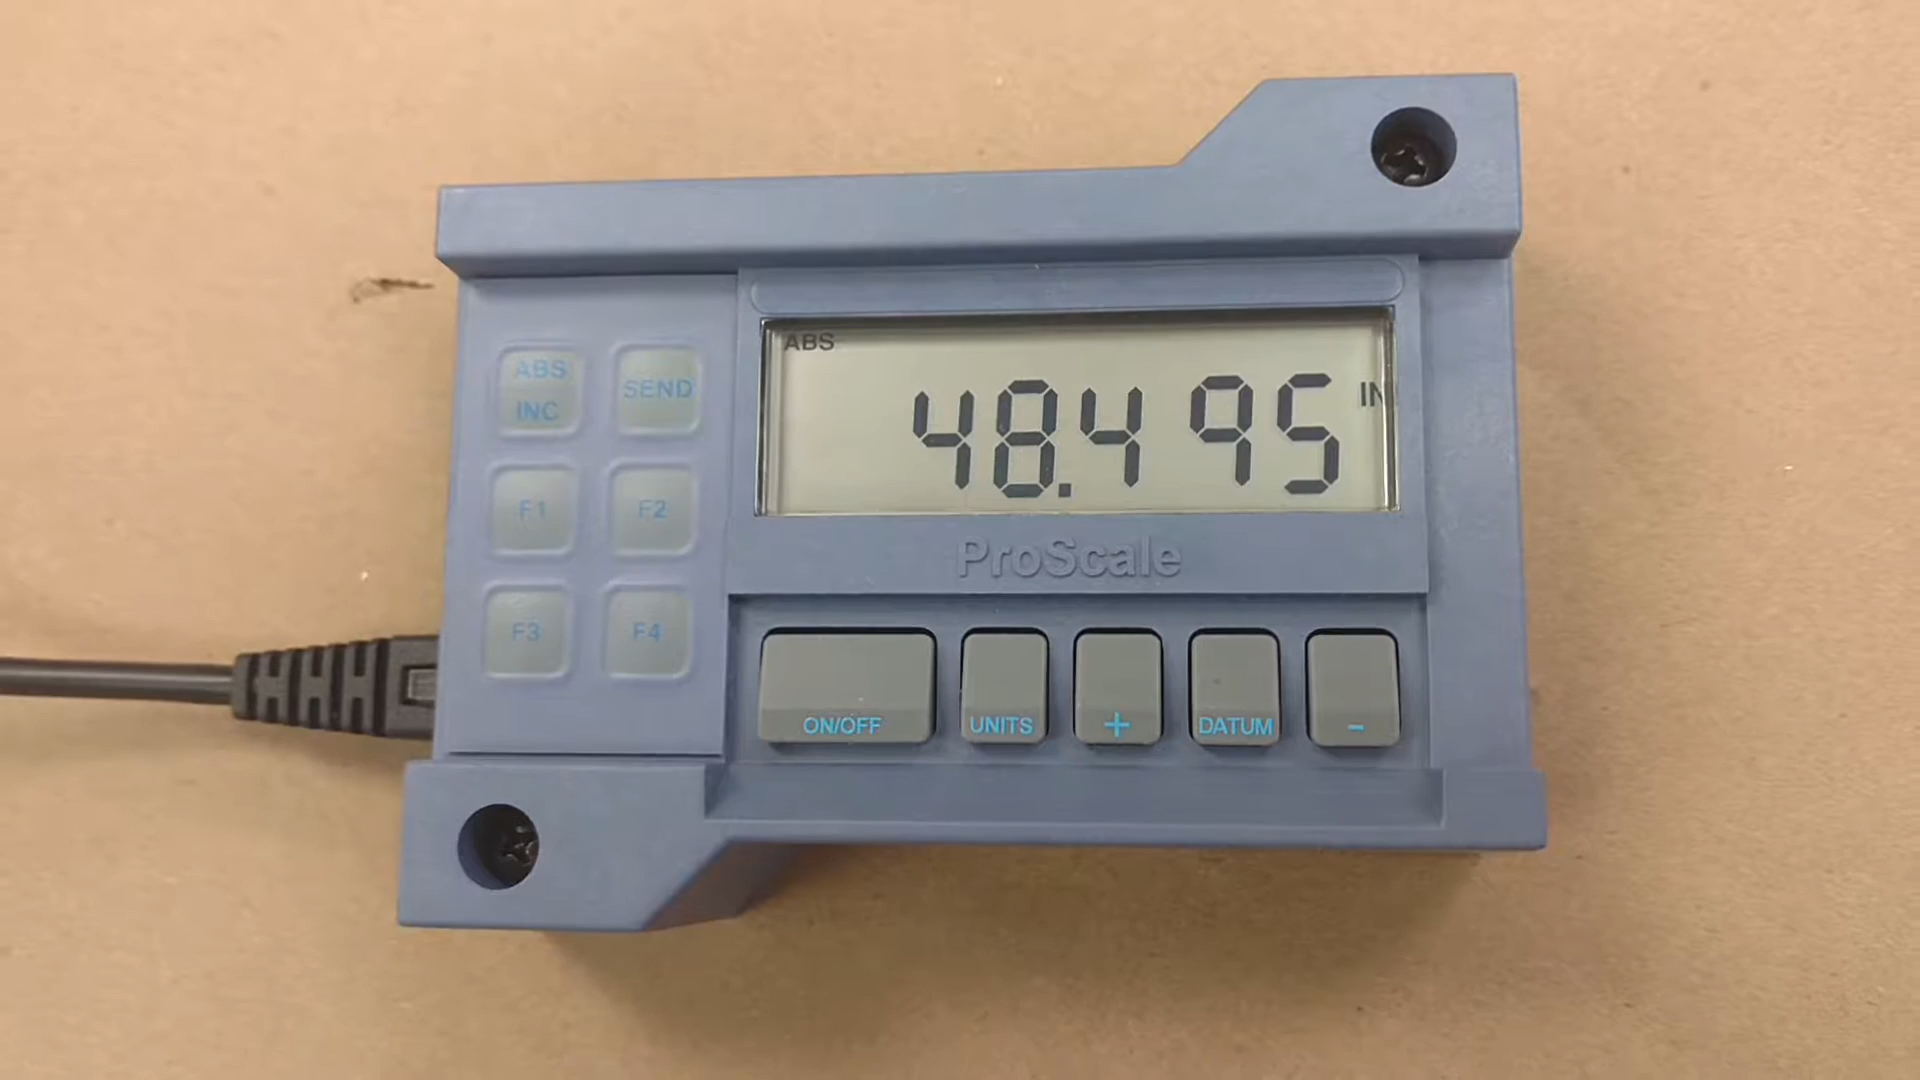 ABS
48.495 IN
ProScale
ABS
INC
SEND
F1 F2
F3 F4
ON/OFF UNITS + DATUM -